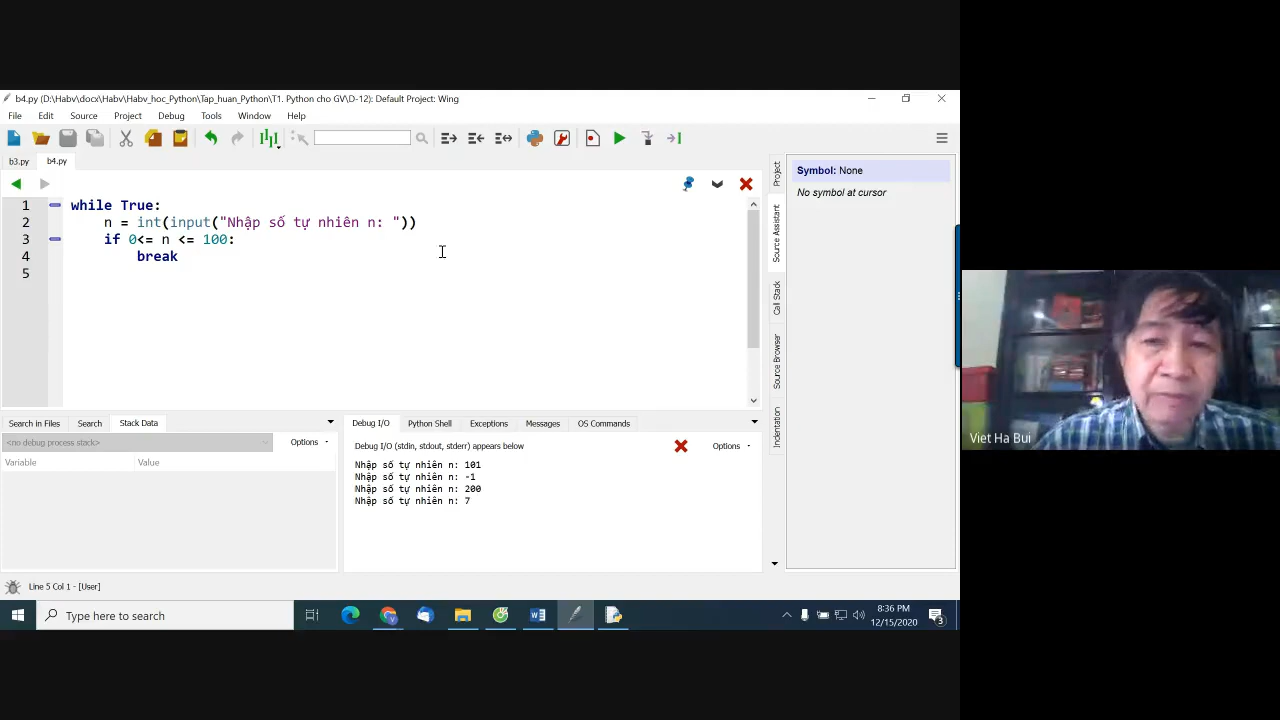 b4.py (D:\Habv\docx\Habv\Habv_hoc_Python\Tap_huan_Python\T1. Python cho GV\D-12): Default Project: Wing
File Edit Source Project Debug Tools Window Help
b3.py b4.py
1 while True:
2 n = int(input("Nhập số tự nhiên n: "))
3 if 0<= n <= 100:
4 break
5
Project
Source Assistant
Call Stack
Source Browser
Indentation
Symbol: None
No symbol at cursor
Search in Files Search Stack Data
<no debug process stack> Options
Variable Value
Debug I/O Python Shell Exceptions Messages OS Commands
Debug I/O (stdin, stdout, stderr) appears below Options
Nhập số tự nhiên n: 101
Nhập số tự nhiên n: -1
Nhập số tự nhiên n: 200
Nhập số tự nhiên n: 7
Line 5 Col 1 - [User]
Type here to search
8:36 PM
12/15/2020
3
Viet Ha Bui